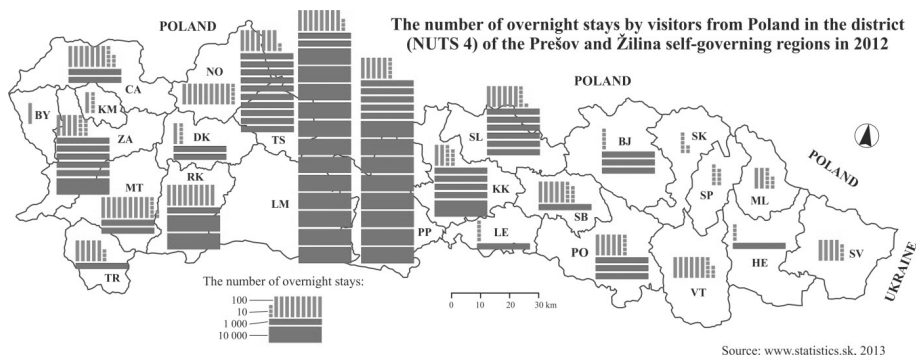 POLAND
The number of overnight stays by visitors from Poland in the district
(NUTS 4) of the Prešov and Žilina self-governing regions in 2012
NO
POLAND
CA
BY
KM
SL
SK
BJ
ZA
DK
TS
POLAND
RK
MT
LM
KK
SP
ML
SB
PP
LE
PO
HE
SV
TR
VT
UKRAINE
The number of overnight stays:
100
10
1 000
10 000
0 10 20 30 km
Source: www.statistics.sk, 2013